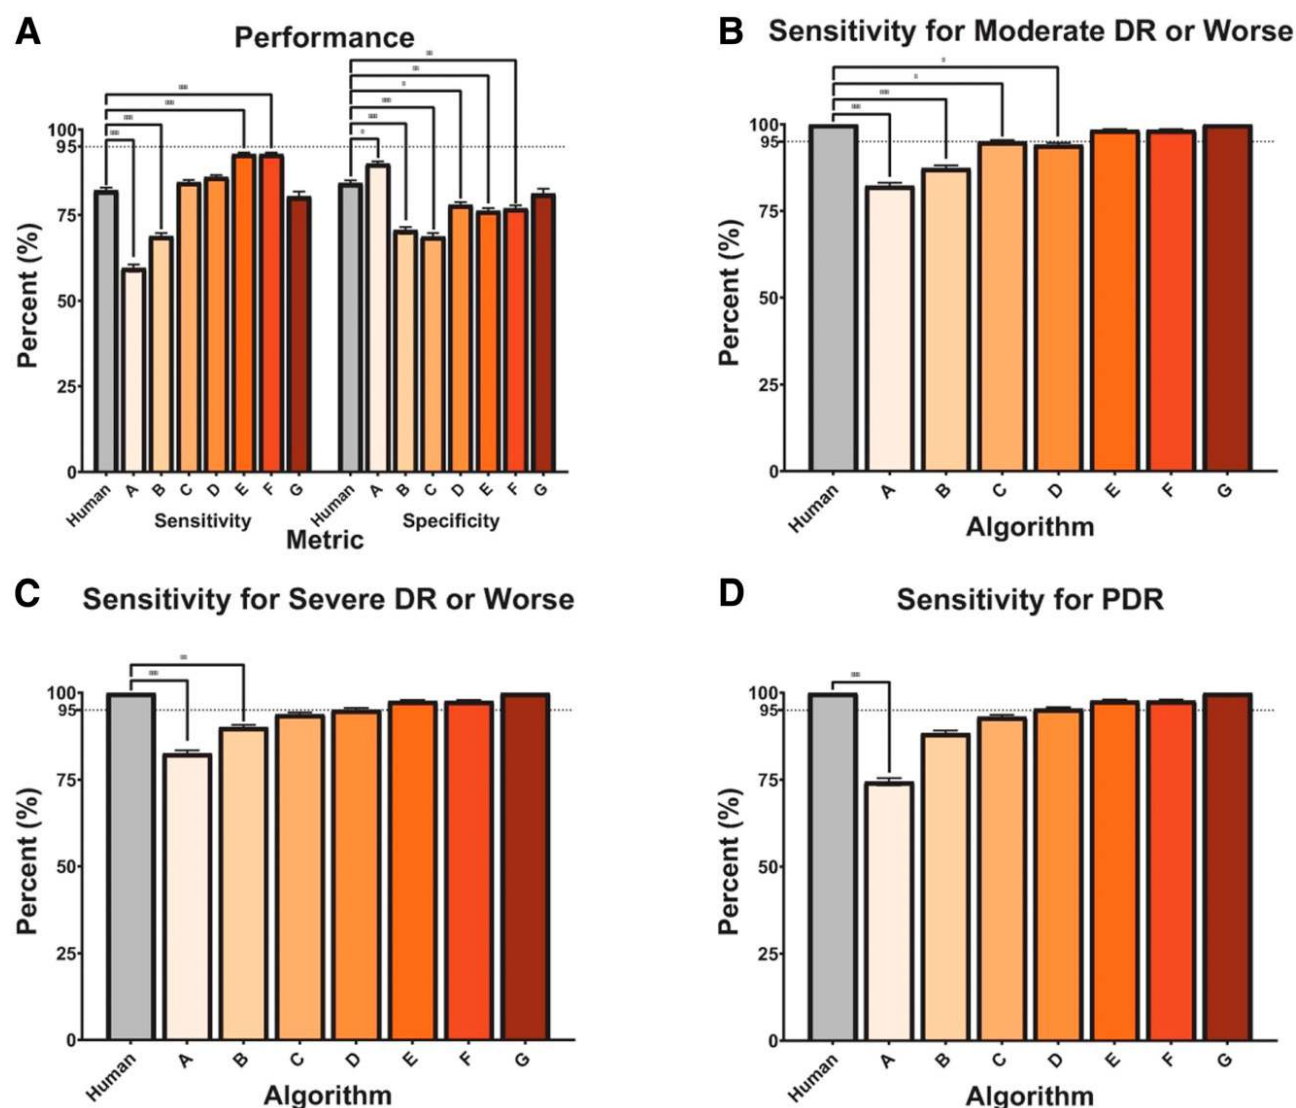 A
Performance
100
95
75
50
25
0
Percent (%)
Human A B C D E F G Human A B C D E F G
Sensitivity Specificity
Metric
B
Sensitivity for Moderate DR or Worse
100
95
75
50
25
0
Percent (%)
Human A B C D E F G
Algorithm
C
Sensitivity for Severe DR or Worse
100
95
75
50
25
0
Percent (%)
Human A B C D E F G
Algorithm
D
Sensitivity for PDR
100
95
75
50
25
0
Percent (%)
Human A B C D E F G
Algorithm